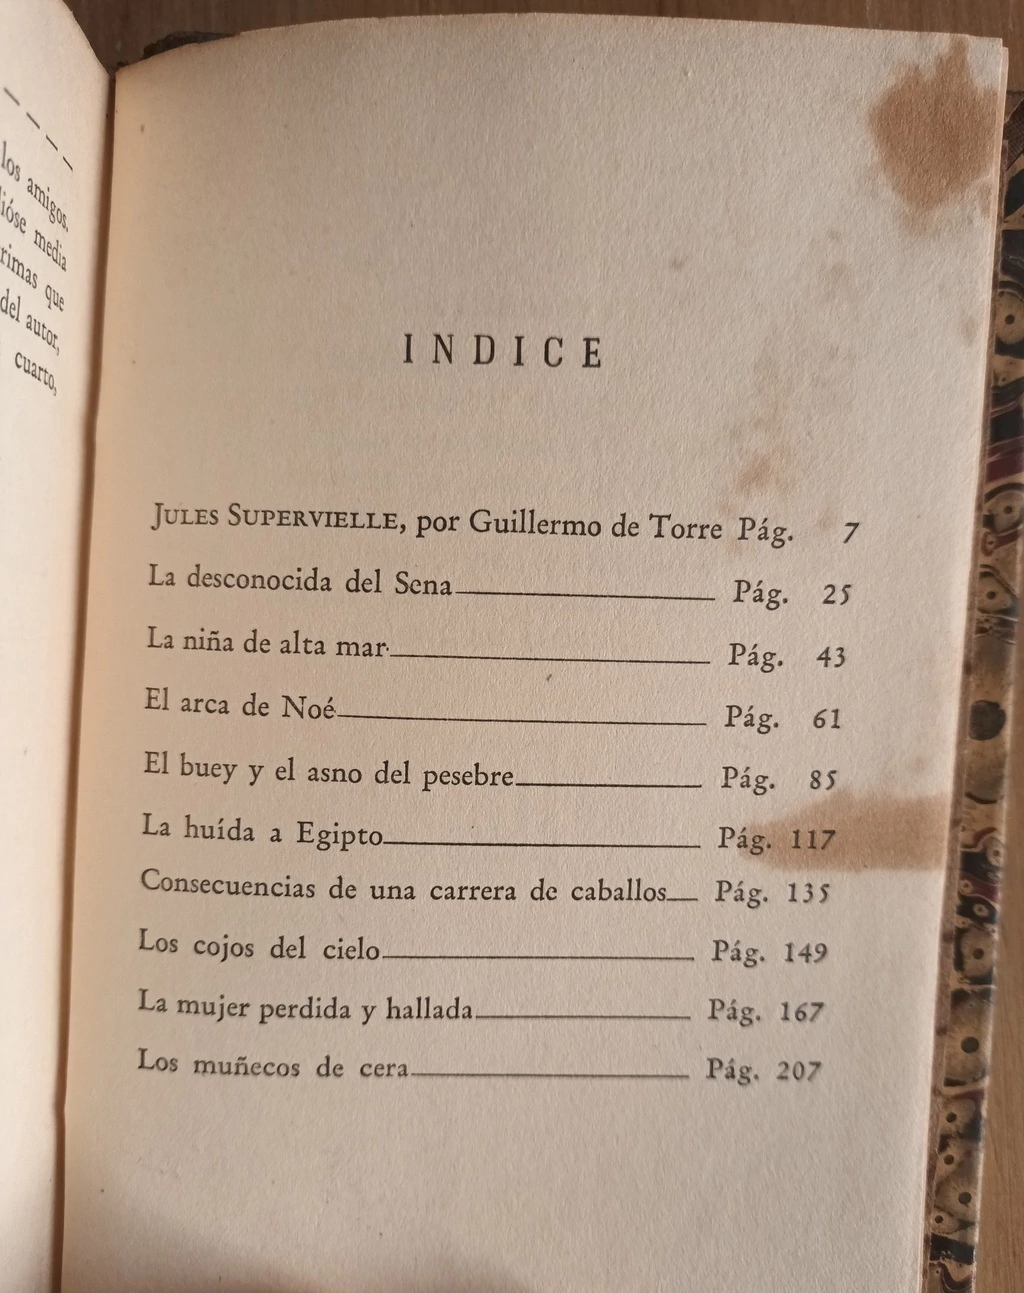 los amigos,
media
que
del autor,
cuarto,
INDICE
JULES SUPERVIELLE, por Guillermo de Torre Pág. 7
La desconocida del Sena Pág. 25
La niña de alta mar Pág. 43
El arca de Noé Pág. 61
El buey y el asno del pesebre Pág. 85
La huída a Egipto Pág. 117
Consecuencias de una carrera de caballos Pág. 135
Los cojos del cielo Pág. 149
La mujer perdida y hallada Pág. 167
Los muñecos de cera Pág. 207